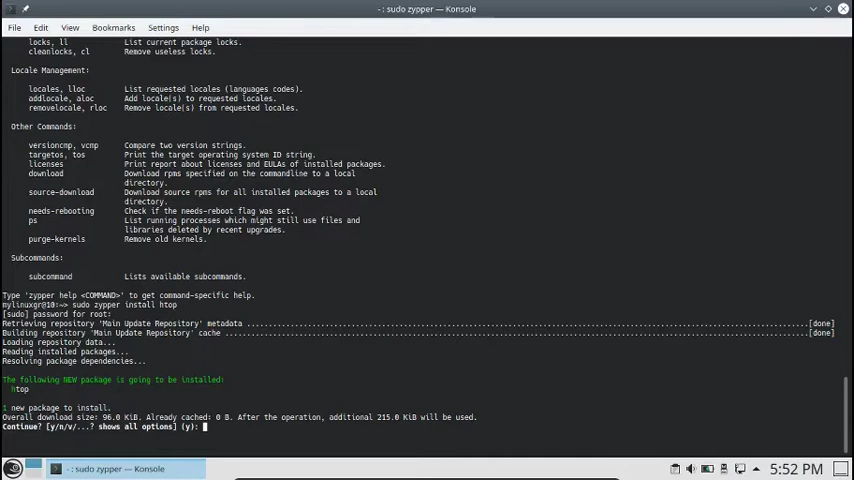 - : sudo zypper — Konsole
File Edit View Bookmarks Settings Help
locks, ll List current package locks.
cleanlocks, cl Remove useless locks.
Locale Management:
locales, lloc List requested locales (languages codes).
addlocale, aloc Add locale(s) to requested locales.
removelocale, rloc Remove locale(s) from requested locales.
Other Commands:
versioncmp, vcmp Compare two version strings.
targetos, tos Print the target operating system ID string.
licenses Print report about licenses and EULAs of installed packages.
download Download rpms specified on the commandline to a local
directory.
source-download Download source rpms for all installed packages to a local
directory.
needs-rebooting Check if the needs-reboot flag was set.
ps List running processes which might still use files and
libraries deleted by recent upgrades.
purge-kernels Remove old kernels.
Subcommands:
subcommand Lists available subcommands.
Type 'zypper help <COMMAND>' to get command-specific help.
mylinuxgr@10:~> sudo zypper install htop
[sudo] password for root:
Retrieving repository 'Main Update Repository' metadata ........................................................................................................................[done]
Building repository 'Main Update Repository' cache .............................................................................................................................[done]
Loading repository data...
Reading installed packages...
Resolving package dependencies...
The following NEW package is going to be installed:
htop
1 new package to install.
Overall download size: 96.0 KiB. Already cached: 0 B. After the operation, additional 215.0 KiB will be used.
Continue? [y/n/v/...? shows all options] (y):
- : sudo zypper — Konsole
5:52 PM